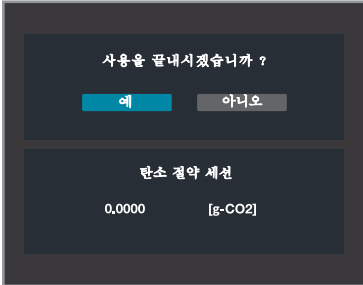 사용을 끝내시겠습니까 ?
예 아니오
탄소 절약 세션
0.0000 [g-CO2]